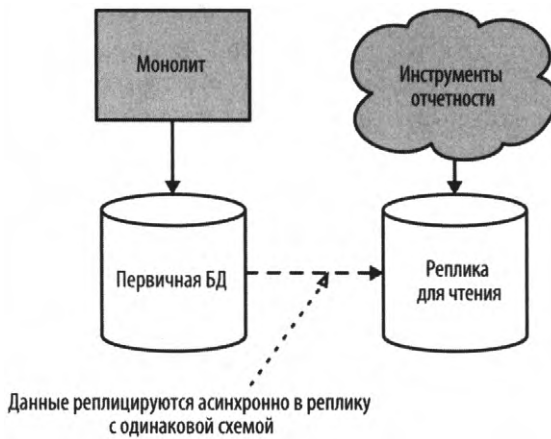 Монолит
Инструменты
отчетности
Первичная БД
Реплика
для чтения
Данные реплицируются асинхронно в реплику
с одинаковой схемой